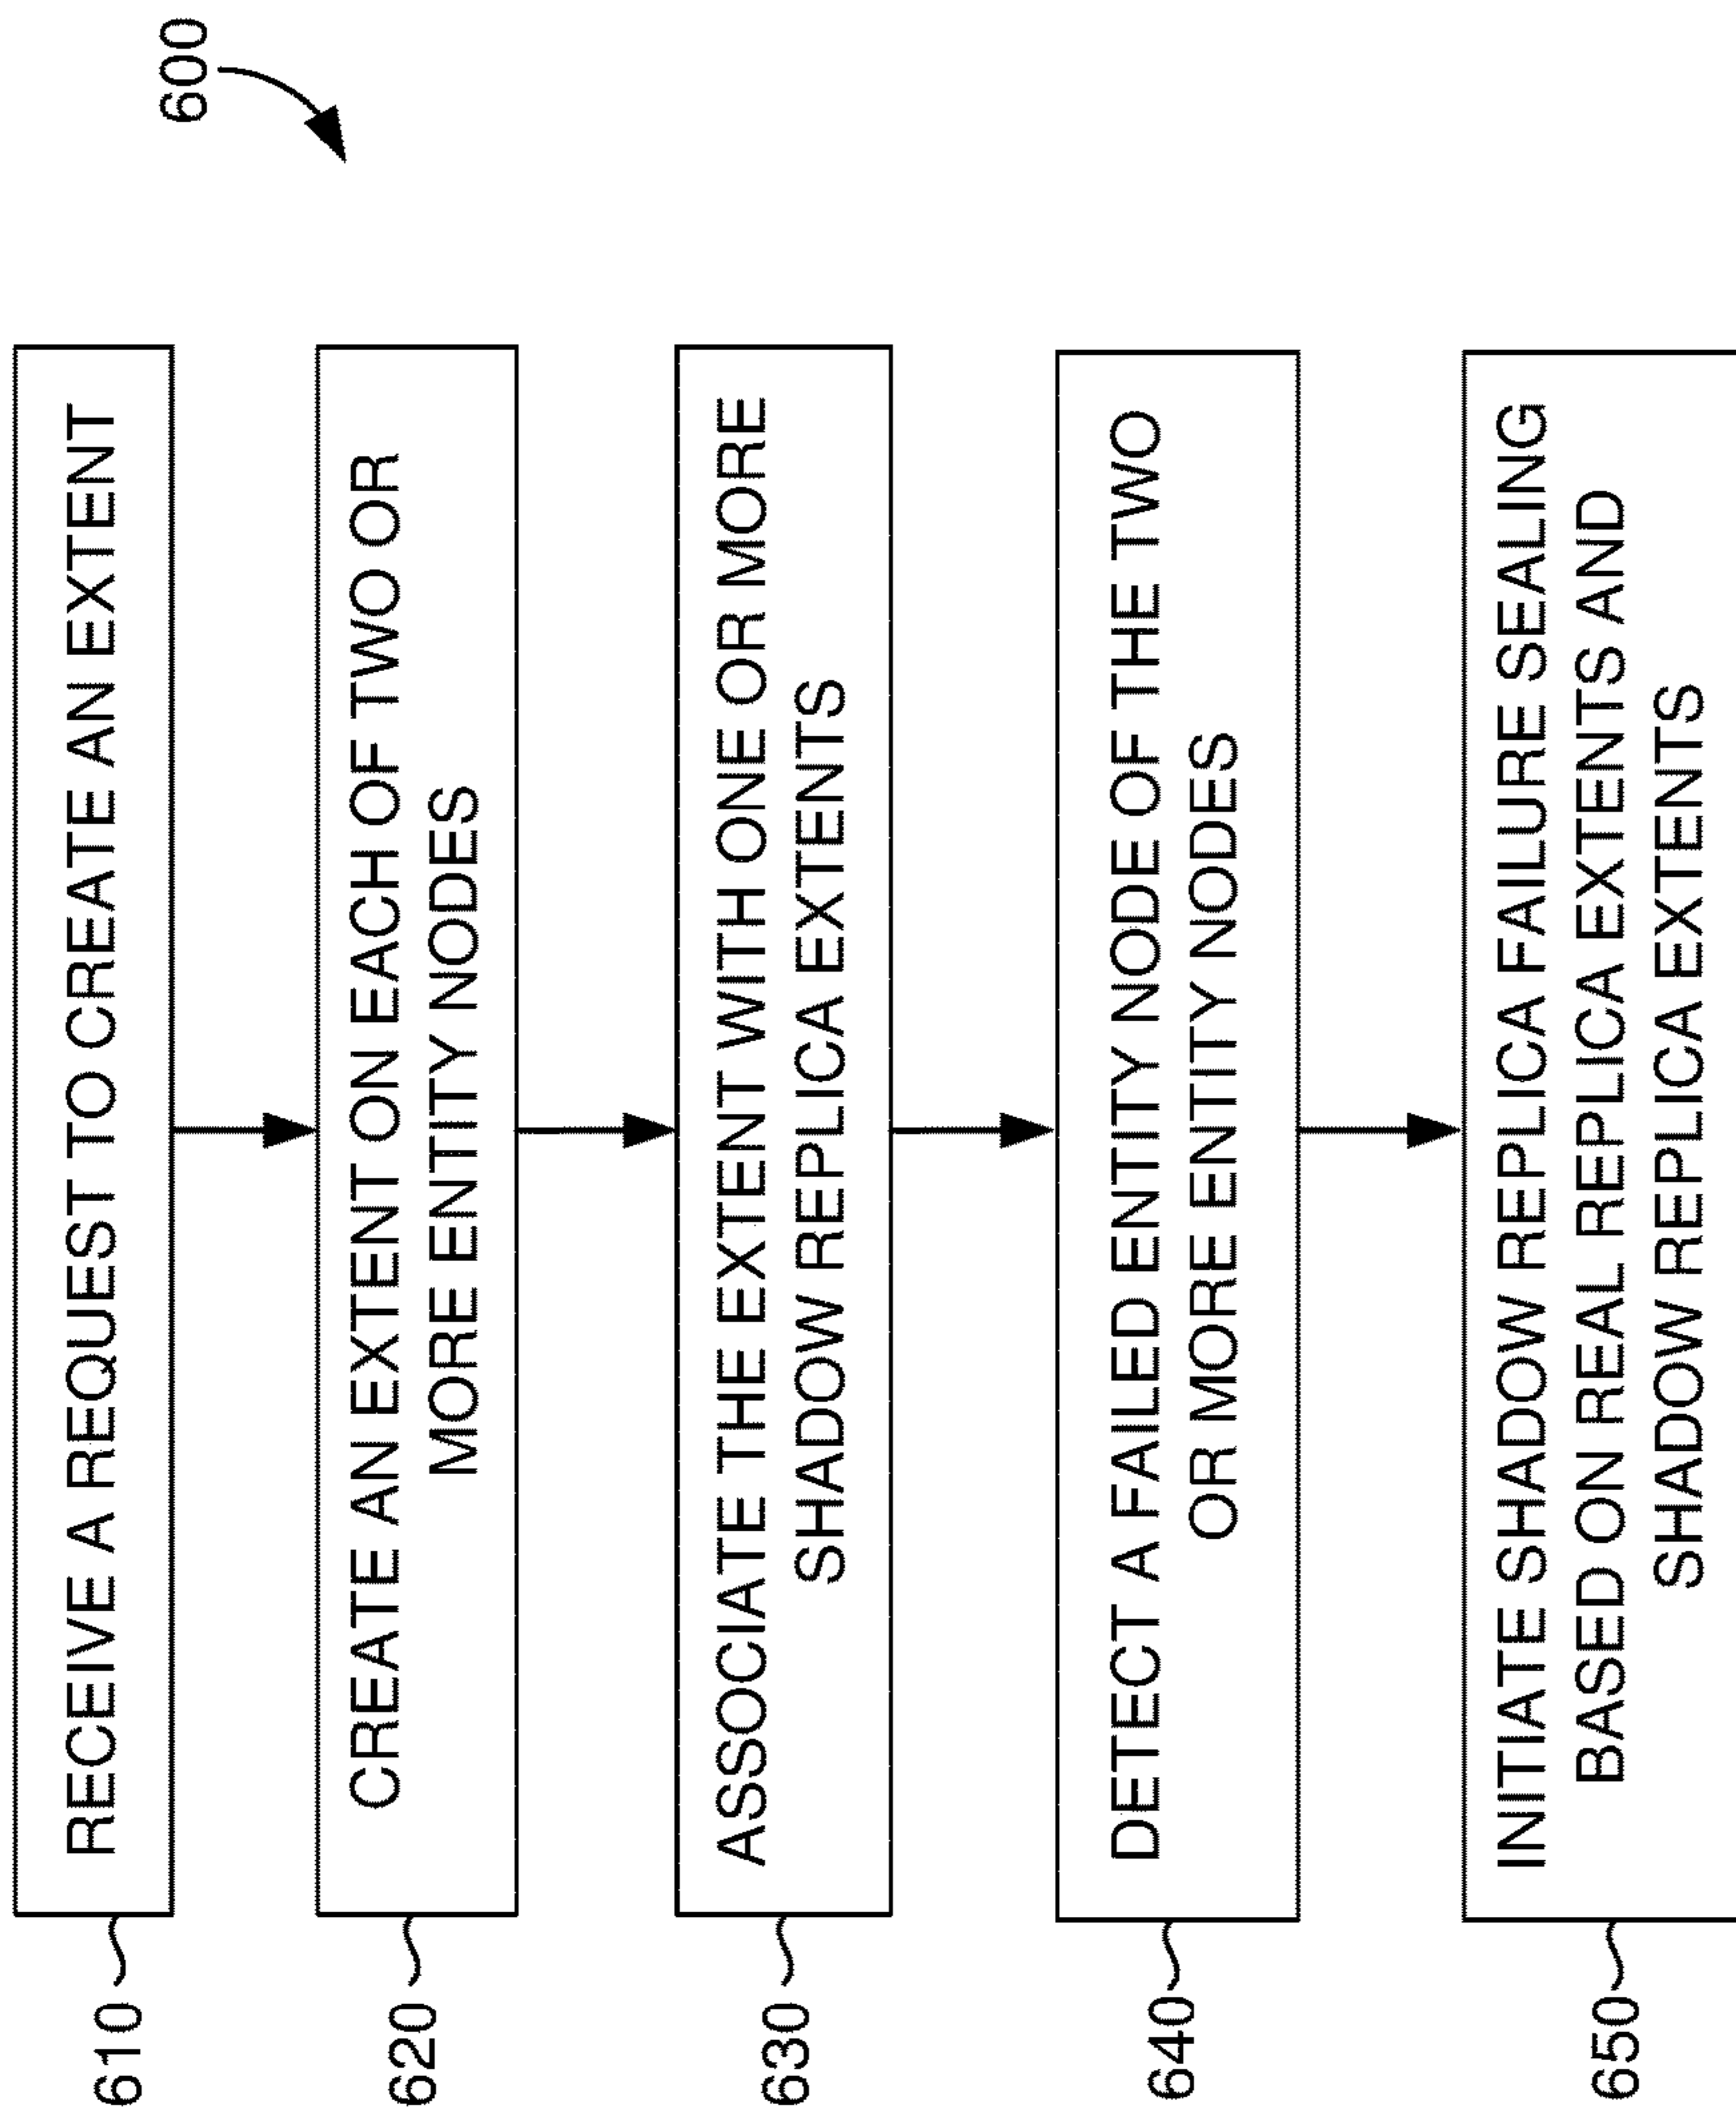 600
610
RECEIVE A REQUEST TO CREATE AN EXTENT
620
CREATE AN EXTENT ON EACH OF TWO OR
MORE ENTITY NODES
630
ASSOCIATE THE EXTENT WITH ONE OR MORE
SHADOW REPLICA EXTENTS
640
DETECT A FAILED ENTITY NODE OF THE TWO
OR MORE ENTITY NODES
650
INITIATE SHADOW REPLICA FAILURE SEALING
BASED ON REAL REPLICA EXTENTS AND
SHADOW REPLICA EXTENTS